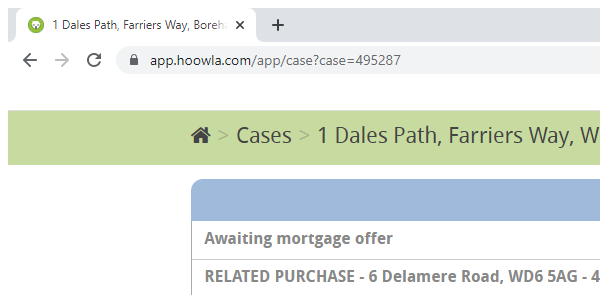 1 Dales Path, Farriers Way, Boreh
app.hoowla.com/app/case?case=495287
> Cases > 1 Dales Path, Farriers Way, W
Awaiting mortgage offer
RELATED PURCHASE - 6 Delamere Road, WD6 5AG - 4